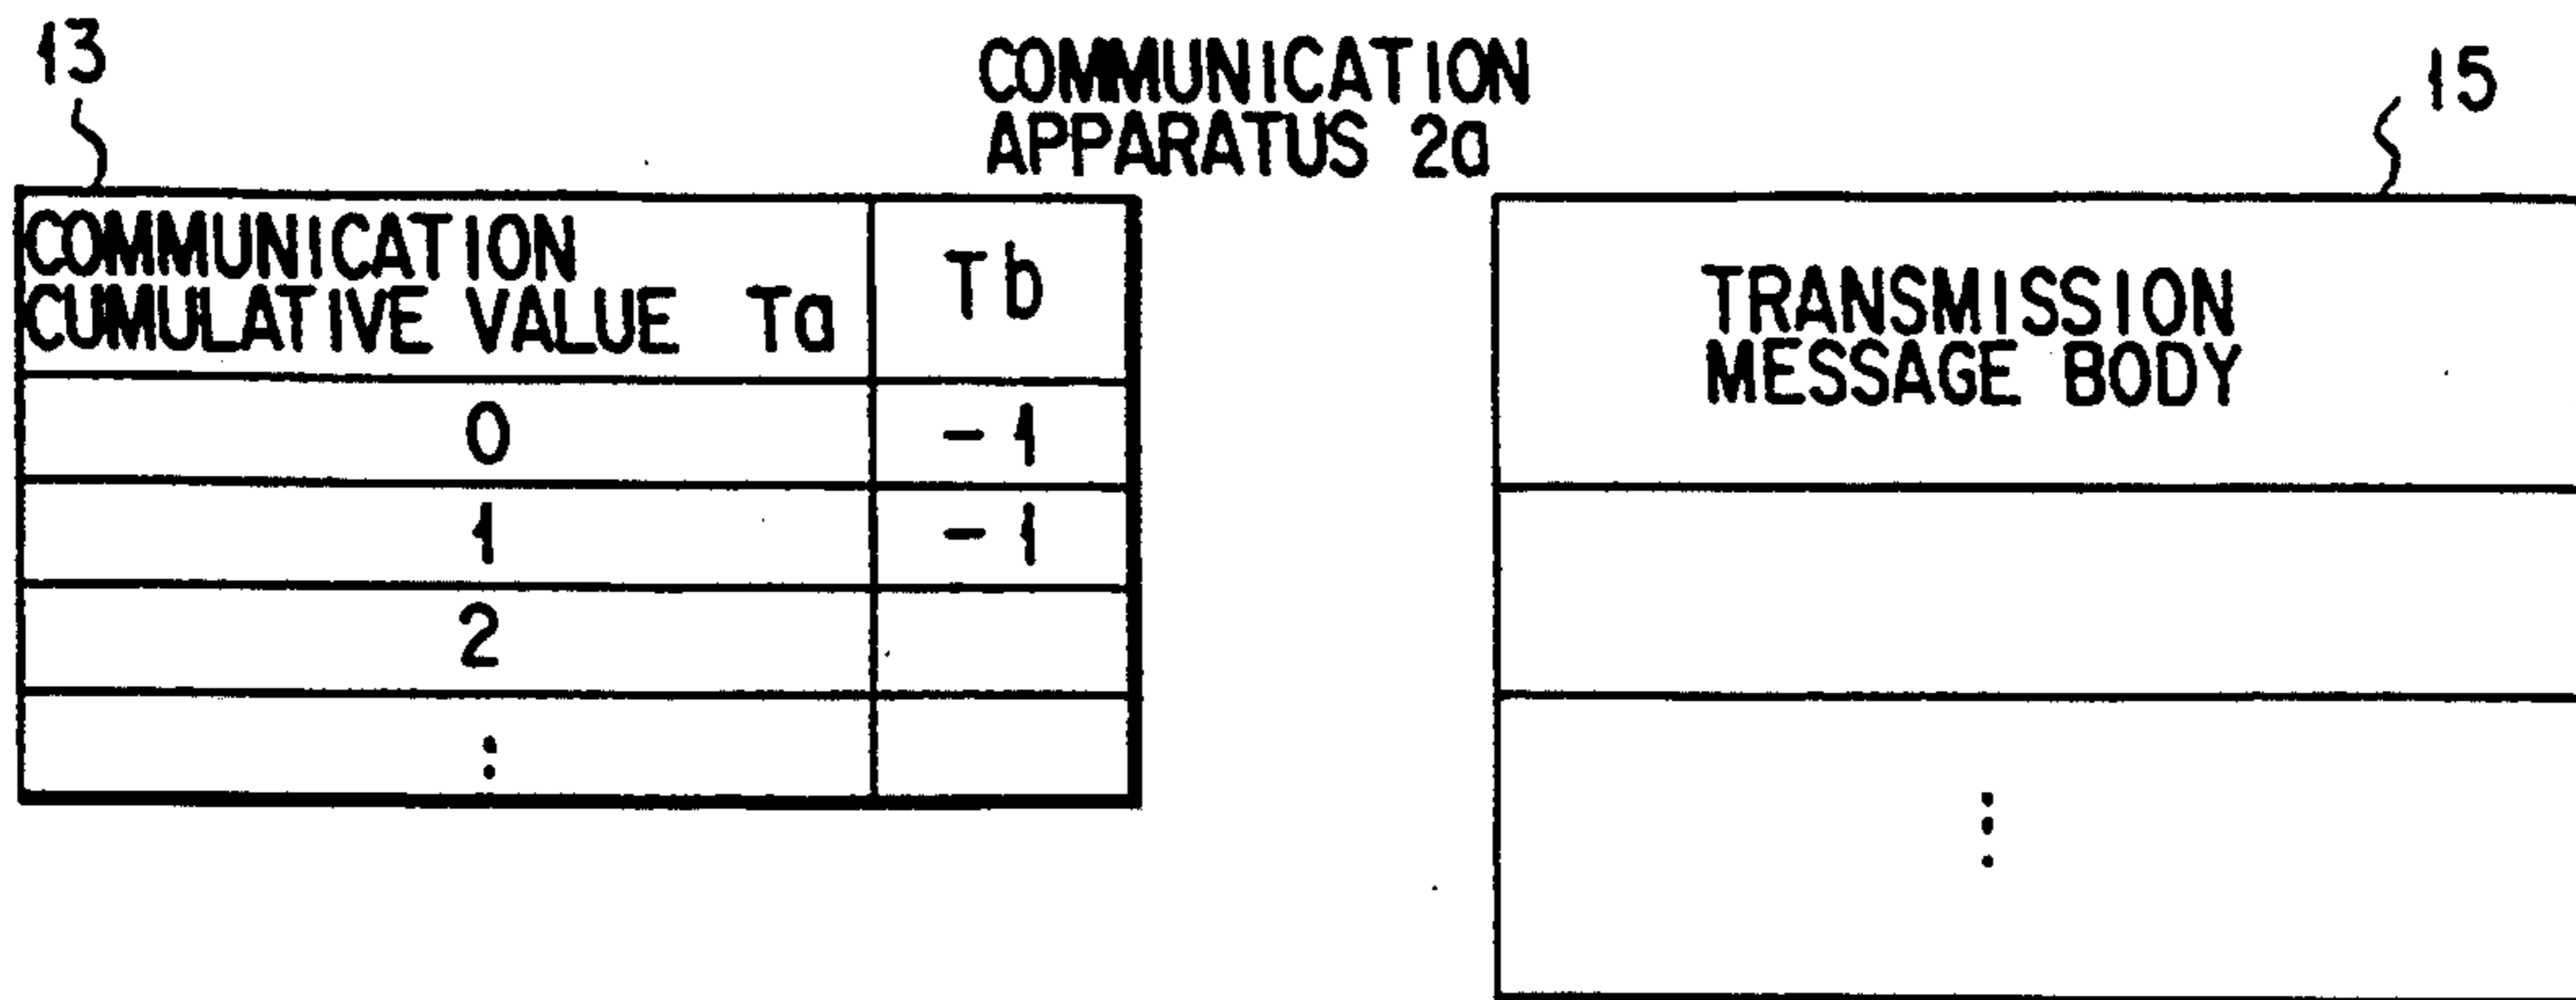 13
COMMUNICATION
APPARATUS 2a
15
COMMUNICATION
CUMULATIVE VALUE Ta
Tb
0
-1
1
-1
2
:
TRANSMISSION
MESSAGE BODY
⋮